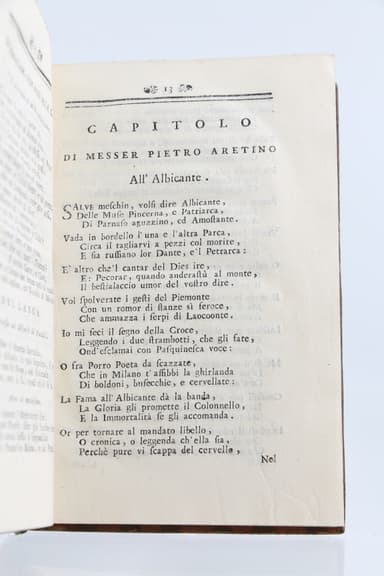 13
CAPITOLO
DI MESSER PIETRO ARETINO
All' Albicante.
SALVE meschin, volsi dire Albicante,
Delle Muse Pincerna, e Patriarca,
Di Parnaso aguzzino, ed Amostante.
Vada in bordello l'una e l'altra Parca,
Circa il tagliarvi a pezzi col morire,
E sia russiano lor Dante, e'l Petrarca:
E' altro che'l cantar del Dies ire,
E: Pecorar, quando anderastù al monte,
Il bestialaccio umor del vostro dire.
Voi spolverate i gesti del Piemonte
Con un romor di stanze sì feroce,
Che ammazza i serpi di Laocoonte.
Io mi feci il segno della Croce,
Leggendo i due strambotti, che gli fate,
Ond'esclamai con Pasquinesca voce:
O fra Porro Poeta da scazzate,
Che in Milano t'affibbi la ghirlanda
Di boldoni, busecchie, e cervellate:
La Fama all'Albicante dà la banda,
La Gloria gli promette il Colonnello,
E la Immortalità se gli accomanda.
Or per tornare al mandato libello,
O cronica, o leggenda ch'ella sia,
Perchè pure vi scappa del cervello,
Nel